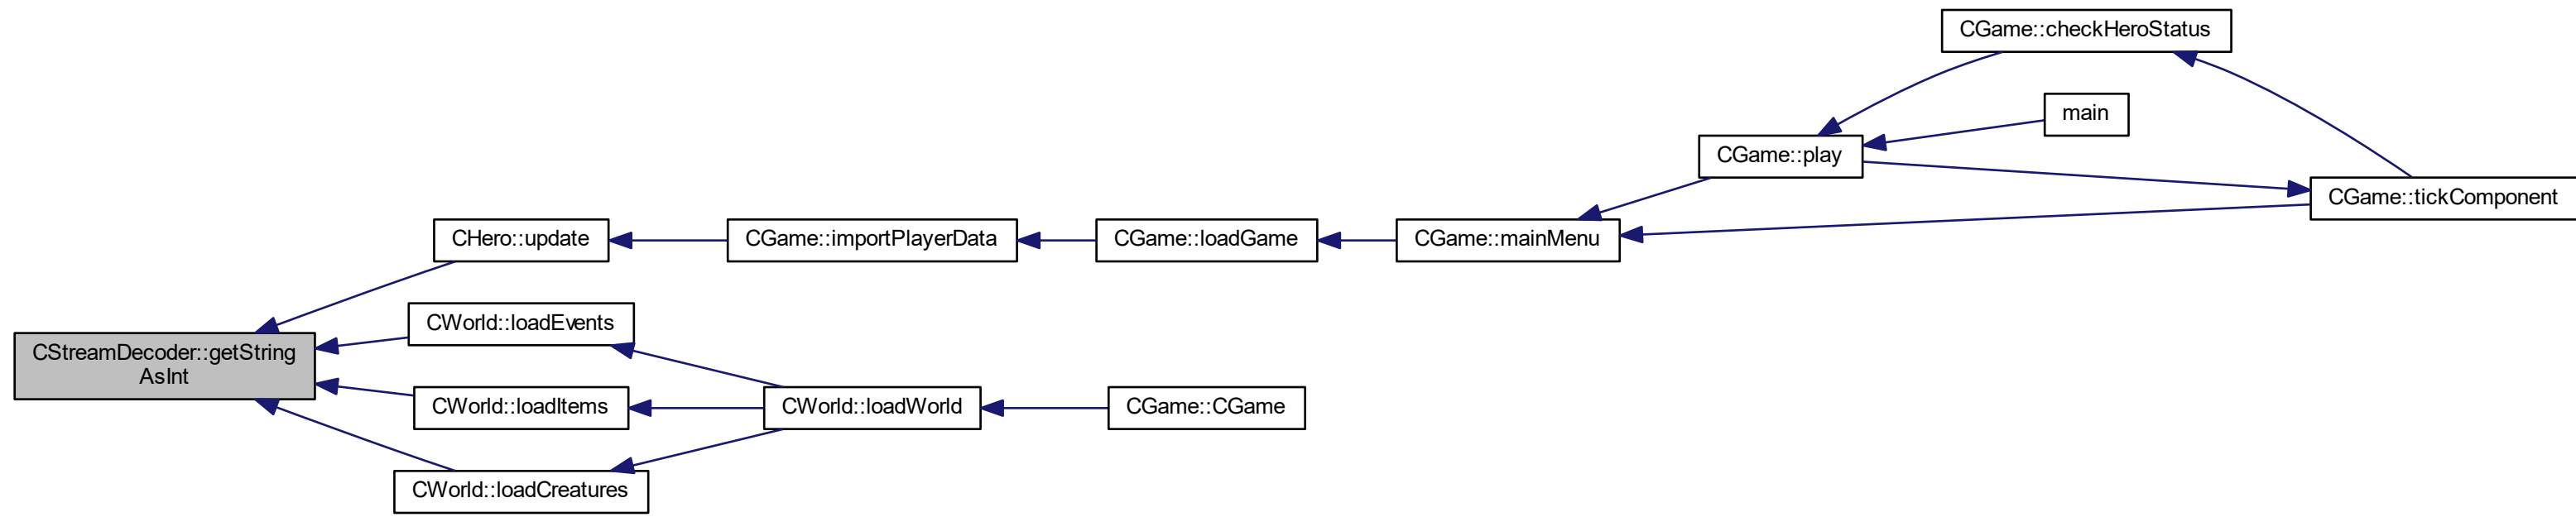 CGame::checkHeroStatus
main
CGame::play
CGame::tickComponent
CHero::update
CGame::importPlayerData
CGame::loadGame
CGame::mainMenu
CWorld::loadEvents
CStreamDecoder::getString
AsInt
CWorld::loadItems
CWorld::loadWorld
CGame::CGame
CWorld::loadCreatures